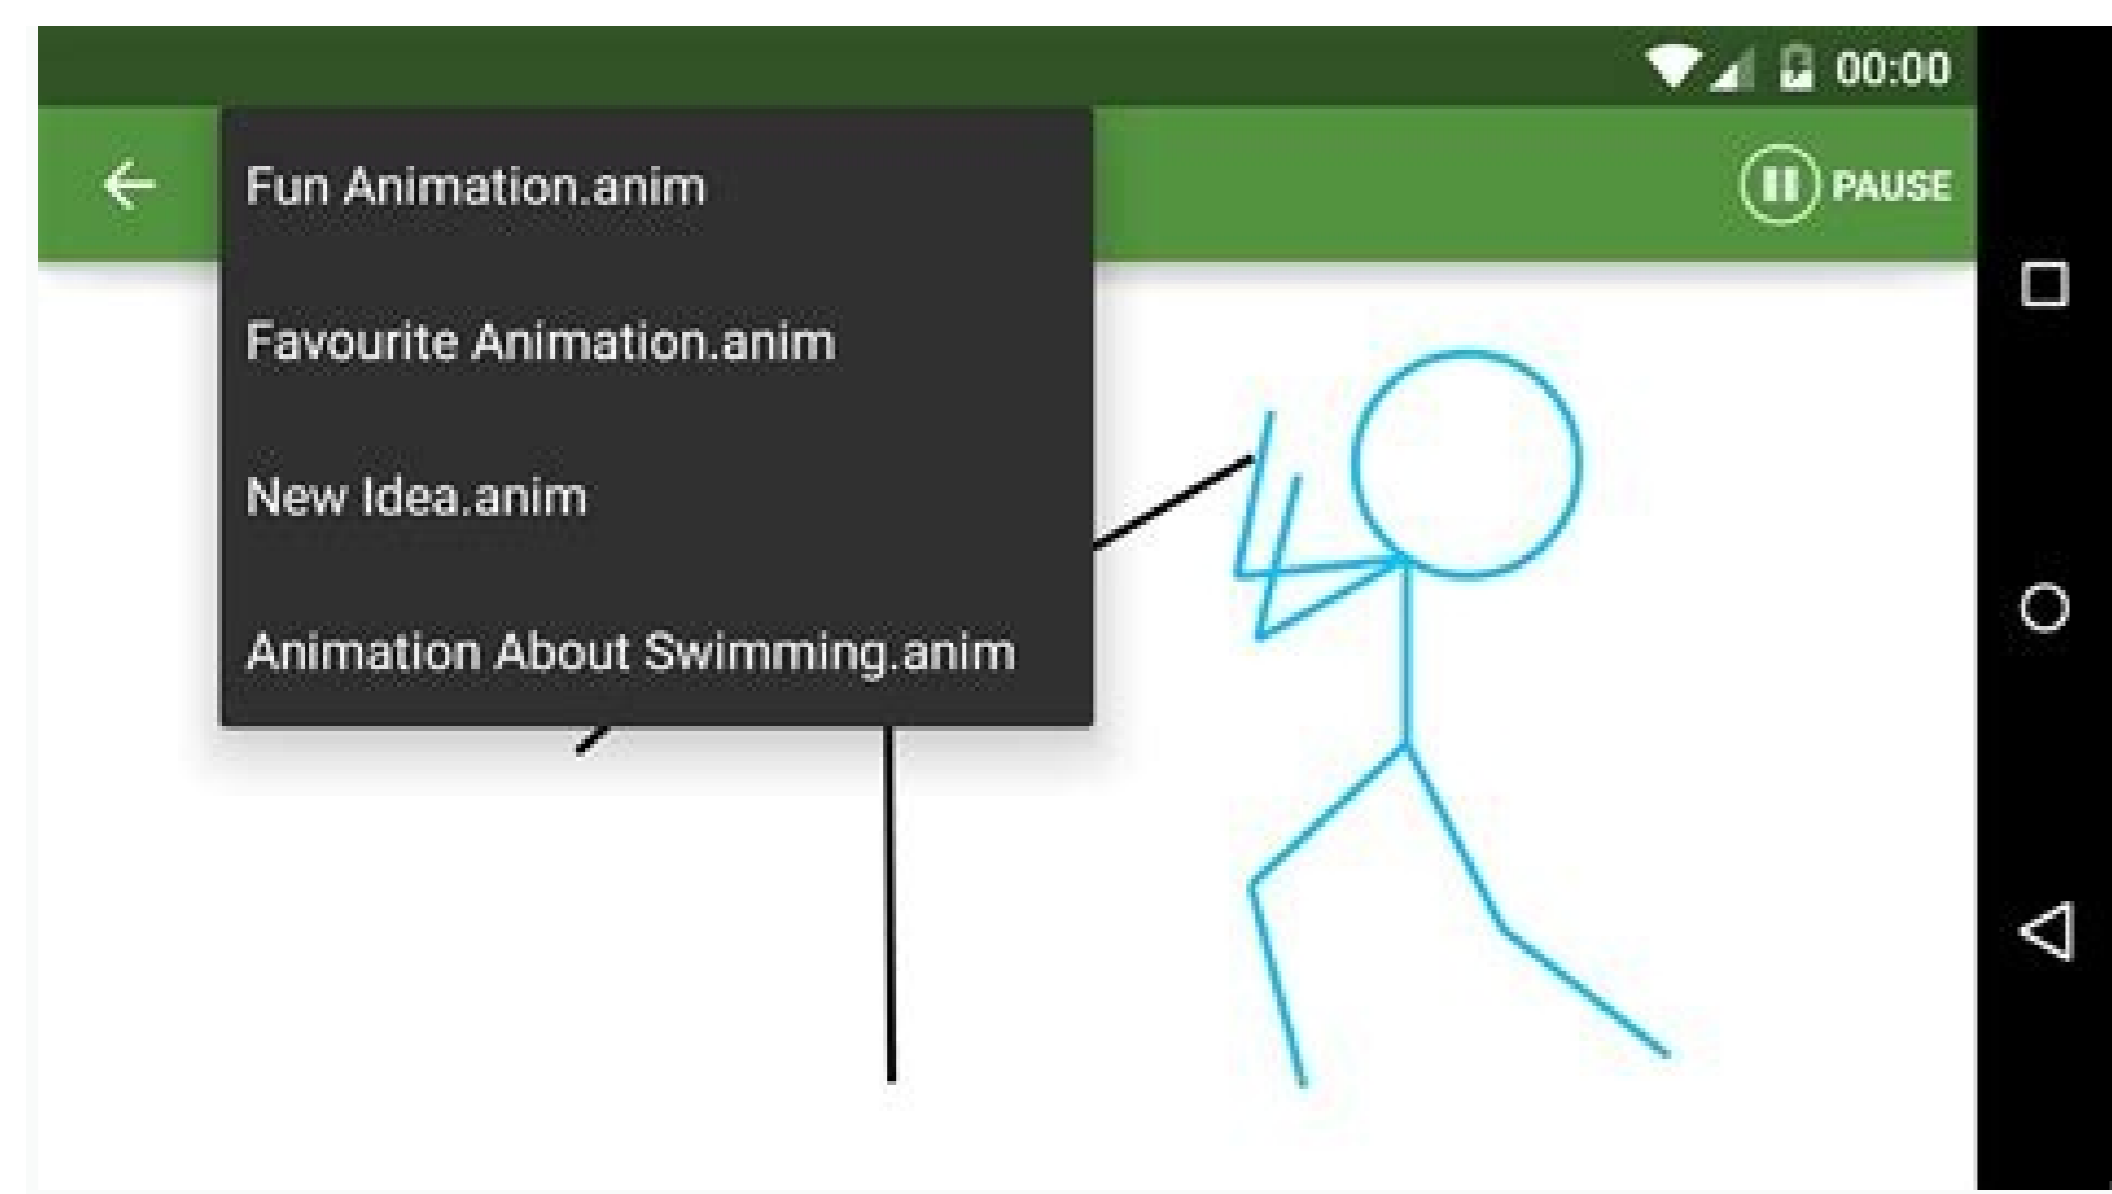 00:00
Fun Animation.anim
PAUSE
Favourite Animation.anim
New Idea.anim
Animation About Swimming.anim